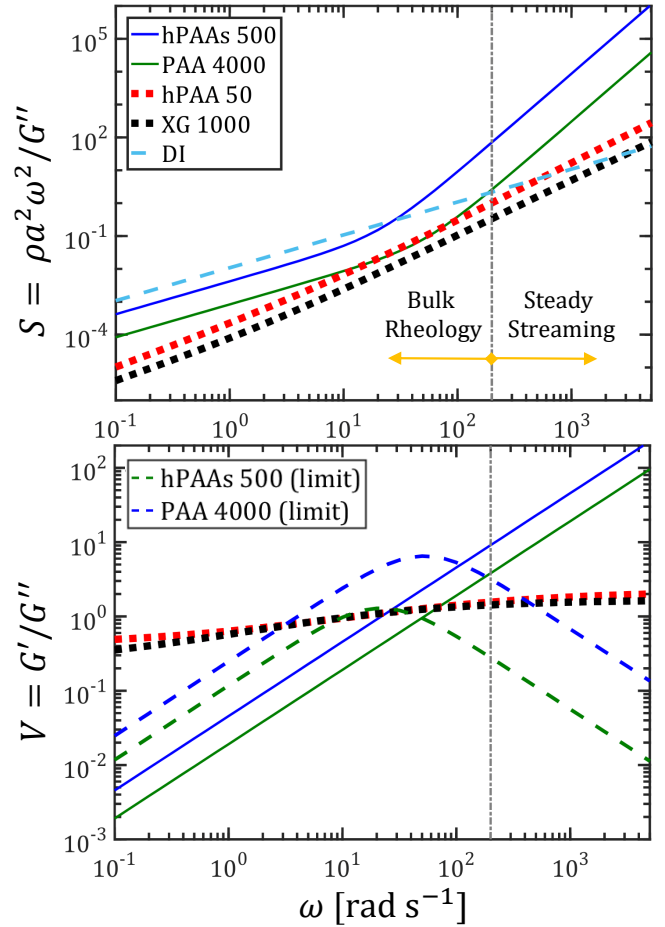 10⁶
10²
10⁻¹
10⁻⁴
S = ρa²ω²/G′′
hPAAs 500
PAA 4000
hPAA 50
XG 1000
DI
Bulk
Rheology
Steady
Streaming
10⁻¹ 10⁰ 10¹ 10² 10³
10²
10¹
10⁰
10⁻¹
10⁻²
10⁻³
V = G′/G′′
hPAAs 500 (limit)
PAA 4000 (limit)
10⁻¹ 10⁰ 10¹ 10² 10³
ω [rad s⁻¹]